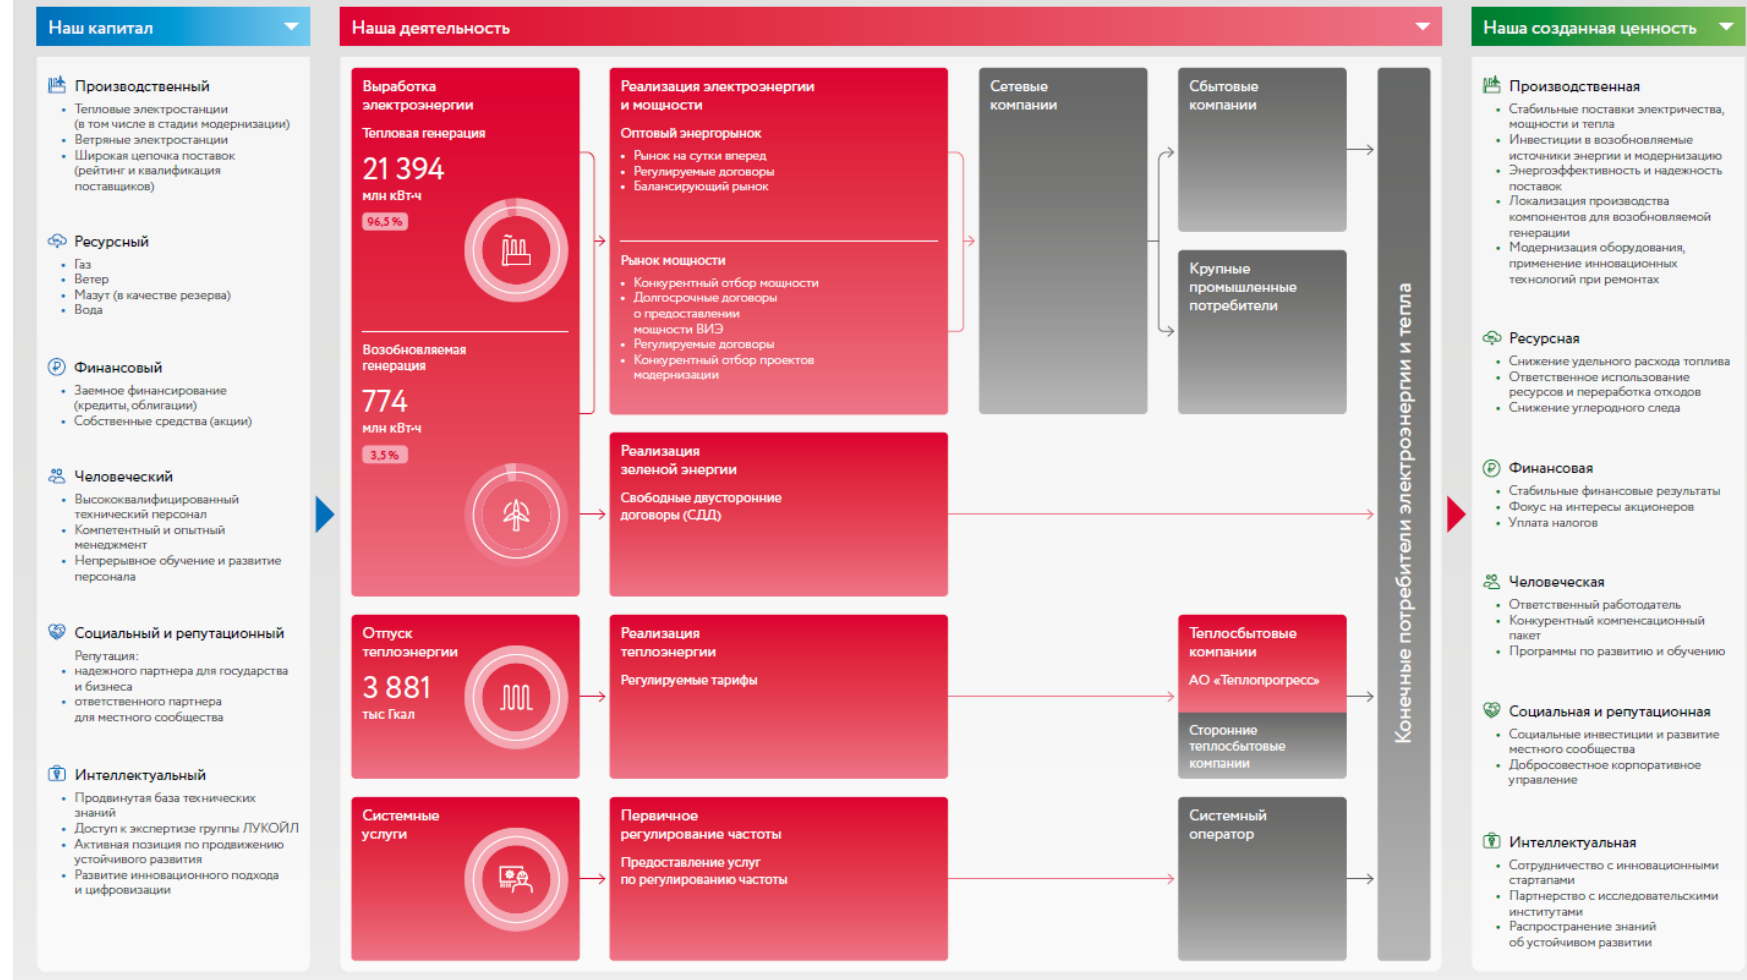 Наш капитал
Производственный
• Тепловые электростанции
(в том числе в стадии модернизации)
• Ветряные электростанции
• Широкая цепочка поставок
(рейтинг и квалификация
поставщиков)
Ресурсный
• Газ
• Ветер
• Мазут (в качестве резерва)
• Вода
Финансовый
• Заемное финансирование
(кредиты, облигации)
• Собственные средства (акции)
Человеческий
• Высококвалифицированный
технический персонал
• Компетентный и опытный
менеджмент
• Непрерывное обучение и развитие
персонала
Социальный и репутационный
Репутация:
• надежного партнера для государства
и бизнеса
• ответственного партнера
для местного сообщества
Интеллектуальный
• Продвинутая база технических
знаний
• Доступ к экспертизе группы ЛУКОЙЛ
• Активная позиция по продвижению
устойчивого развития
• Развитие инновационного подхода
и цифровизации
Наша деятельность
Выработка
электроэнергии
Тепловая генерация
21 394
млн кВт·ч
96,5 %
Возобновляемая
генерация
774
млн кВт·ч
3,5 %
Реализация электроэнергии
и мощности
Оптовый энергорынок
• Рынок на сутки вперед
• Регулируемые договоры
• Балансирующий рынок
Рынок мощности
• Конкурентный отбор мощности
• Долгосрочные договоры
о предоставлении
мощности ВИЭ
• Регулируемые договоры
• Конкурентный отбор проектов
модернизации
Сетевые
компании
Сбытовые
компании
Крупные
промышленные
потребители
Реализация
зеленой энергии
Свободные двусторонние
договоры (СДД)
Отпуск
теплоэнергии
3 881
тыс Гкал
Реализация
теплоэнергии
Регулируемые тарифы
Теплосбытовые
компании
АО «Теплопрогресс»
Сторонние
теплосбытовые
компании
Системные
услуги
Первичное
регулирование частоты
Предоставление услуг
по регулированию частоты
Системный
оператор
Конечные потребители электроэнергии и тепла
Наша созданная ценность
Производственная
• Стабильные поставки электричества,
мощности и тепла
• Инвестиции в возобновляемые
источники энергии и модернизацию
• Энергоэффективность и надежность
поставок
• Локализация производства
компонентов для возобновляемой
генерации
• Модернизация оборудования,
применение инновационных
технологий при ремонтах
Ресурсная
• Снижение удельного расхода топлива
• Ответственное использование
ресурсов и переработка отходов
• Снижение углеродного следа
Финансовая
• Стабильные финансовые результаты
• Фокус на интересы акционеров
• Уплата налогов
Человеческая
• Ответственный работодатель
• Конкурентный компенсационный
пакет
• Программы по развитию и обучению
Социальная и репутационная
• Социальные инвестиции и развитие
местного сообщества
• Добросовестное корпоративное
управление
Интеллектуальная
• Сотрудничество с инновационными
стартапами
• Партнерство с исследовательскими
институтами
• Распространение знаний
об устойчивом развитии